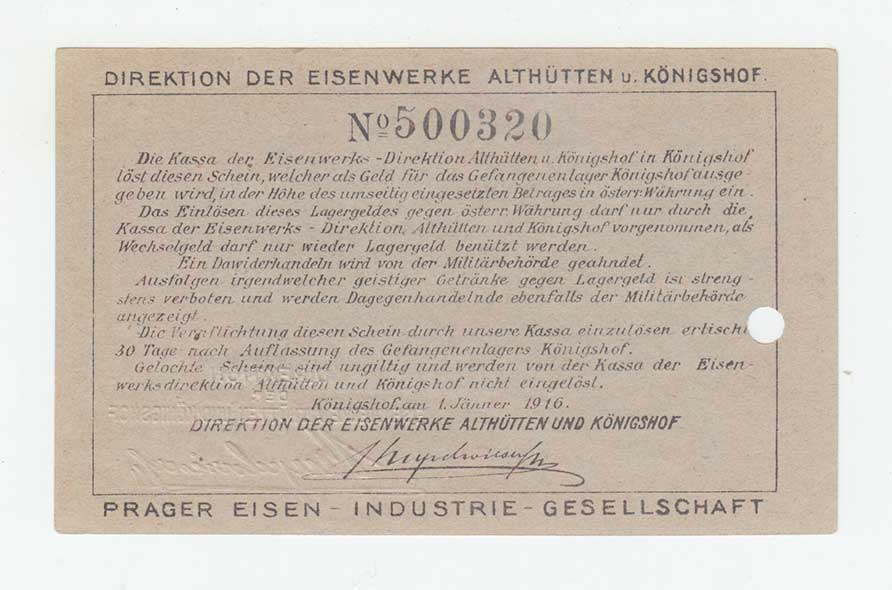 DIREKTION DER EISENWERKE ALTHÜTTEN u. KÖNIGSHOF.
No 500320
Die Kassa der Eisenwerks-Direktion Althütten u. Königshof in Königshof
löst diesen Schein, welcher als Geld für das Gefangenenlager Königshof ausge-
geben wird, in der Höhe des umseitig eingesetzten Betrages in österr. Währung ein.
Das Einlösen dieses Lagergeldes gegen österr. Währung darf nur durch die
Kassa der Eisenwerks-Direktion, Althütten und Königshof vorgenommen, als
Wechselgeld darf nur wieder Lagergeld benützt werden.
Ein Dawiderhandeln wird von der Militärbehörde geahndet.
Ausfolgen irgendwelcher geistiger Getränke gegen Lagergeld ist streng-
stens verboten und werden Dagegenhandelnde ebenfalls der Militärbehörde
angezeigt.
Die Verpflichtung diesen Schein durch unsere Kassa einzulösen erlischt
30 Tage nach Auflassung des Gefangenenlagers Königshof.
Gelochte Scheine sind ungiltig und werden von der Kassa der Eisen-
werksdirektion Althütten und Königshof nicht eingelöst.
Königshof, am 1. Jänner 1916.
DIREKTION DER EISENWERKE ALTHÜTTEN UND KÖNIGSHOF
PRAGER EISEN-INDUSTRIE-GESELLSCHAFT